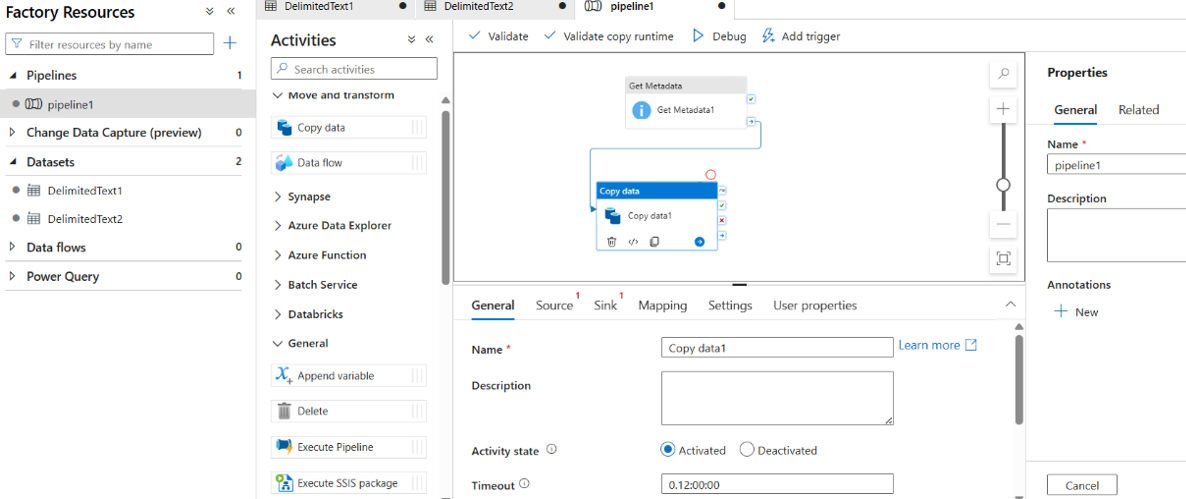 Factory Resources
Filter resources by name
Pipelines 1
pipeline1
Change Data Capture (preview) 0
Datasets 2
DelimitedText1
DelimitedText2
Data flows 0
Power Query 0
DelimitedText1
DelimitedText2
pipeline1
Activities
Search activities
Move and transform
Copy data
Data flow
Synapse
Azure Data Explorer
Azure Function
Batch Service
Databricks
General
Append variable
Delete
Execute Pipeline
Execute SSIS package
Validate
Validate copy runtime
Debug
Add trigger
Get Metadata
Get Metadata1
Copy data
Copy data1
General
Source 1
Sink 1
Mapping
Settings
User properties
Name *
Copy data1
Learn more
Description
Activity state
Activated
Deactivated
Timeout
0.12:00:00
Properties
General
Related
Name *
pipeline1
Description
Annotations
New
Cancel